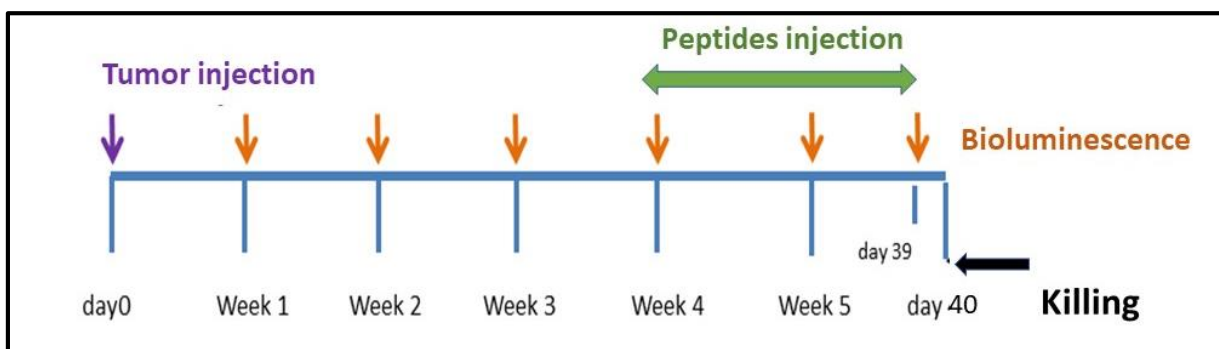 Peptides injection
Tumor injection
Bioluminescence
day 39
day0 Week 1 Week 2 Week 3 Week 4 Week 5 day 40
Killing